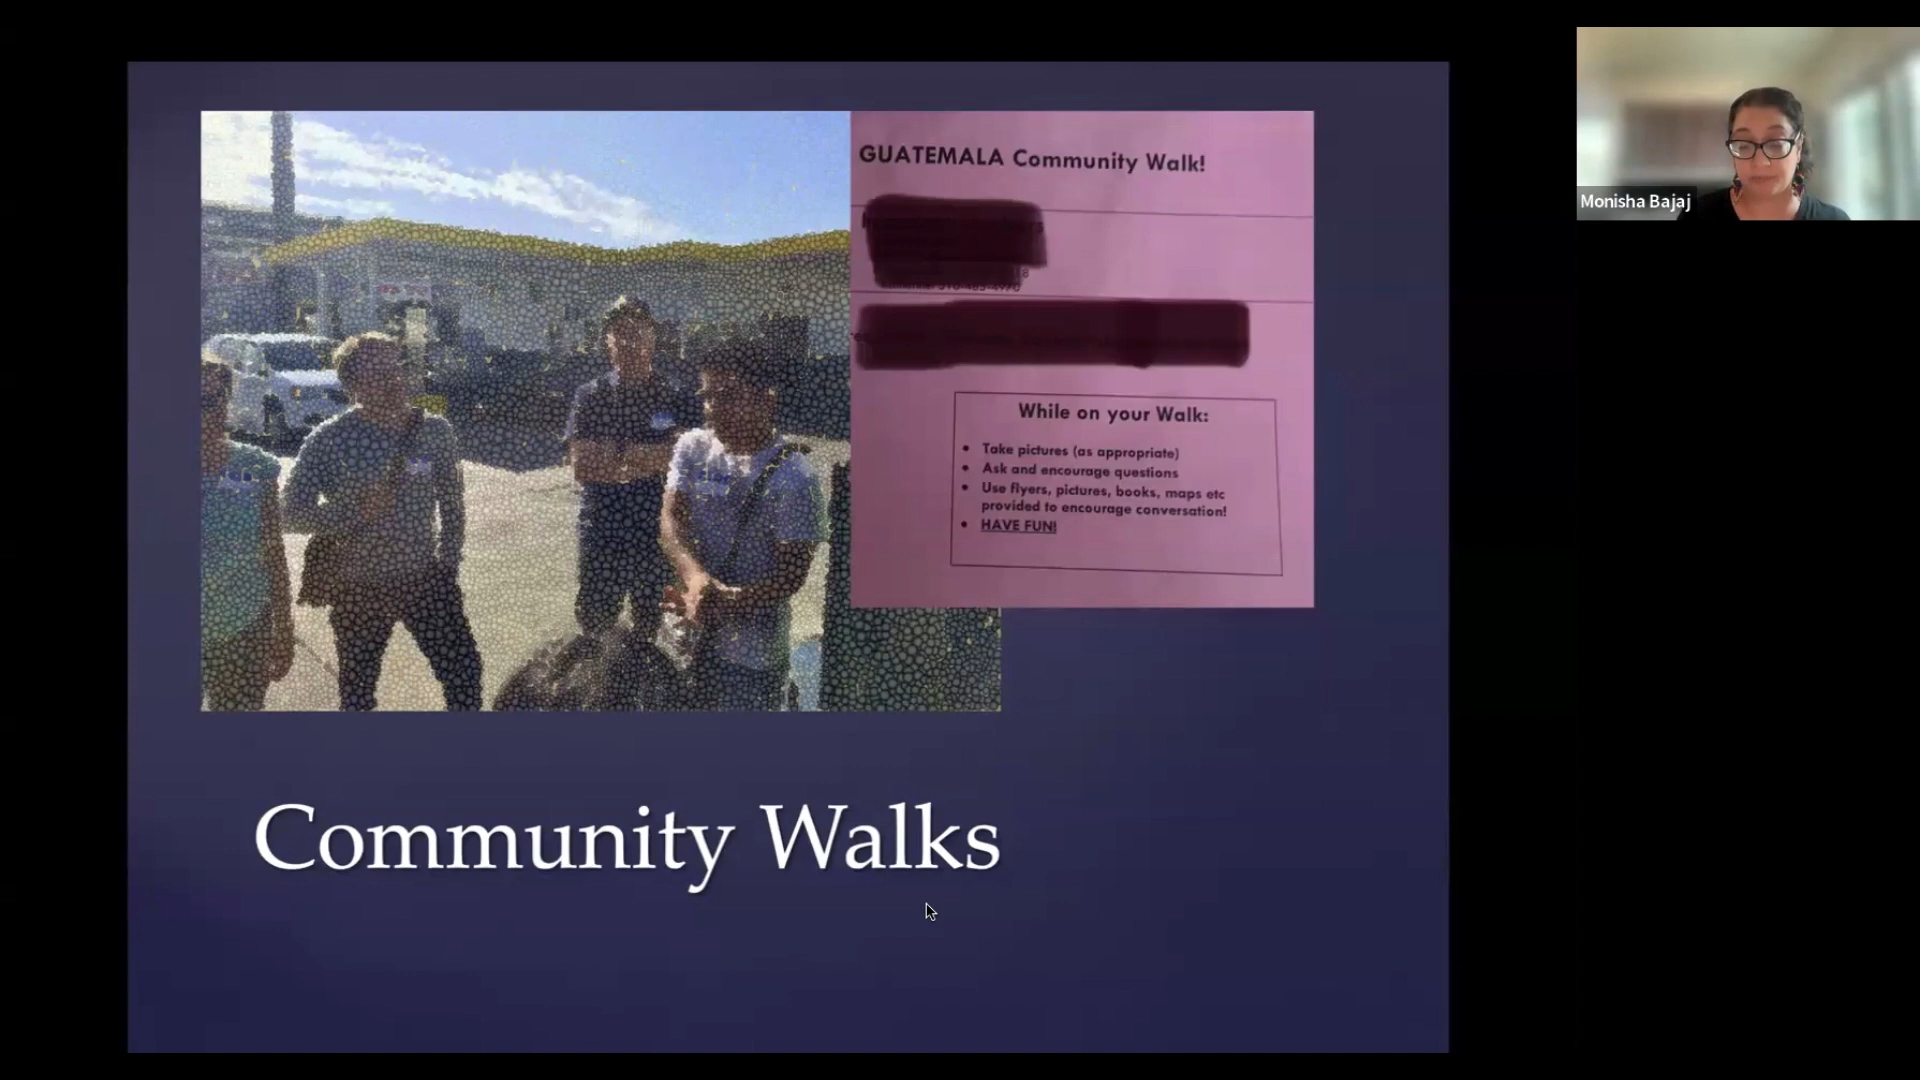 GUATEMALA Community Walk!
While on your Walk:
• Take pictures (as appropriate)
• Ask and encourage questions
• Use flyers, pictures, books, maps etc
provided to encourage conversation!
• HAVE FUN!
Community Walks
Monisha Bajaj